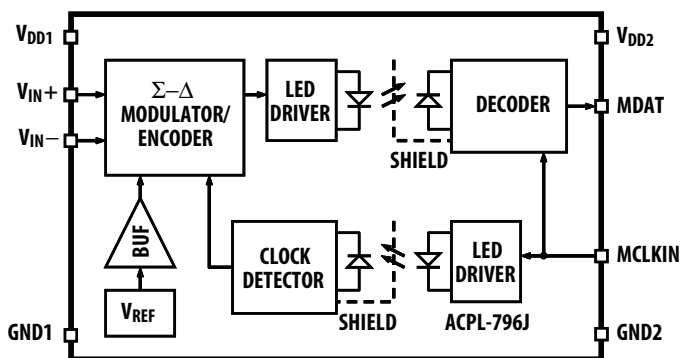 VDD1
VDD2
VIN+
VIN–
Σ–Δ
MODULATOR/
ENCODER
LED
DRIVER
SHIELD
DECODER
MDAT
BUF
VREF
CLOCK
DETECTOR
SHIELD
LED
DRIVER
ACPL-796J
MCLKIN
GND1
GND2